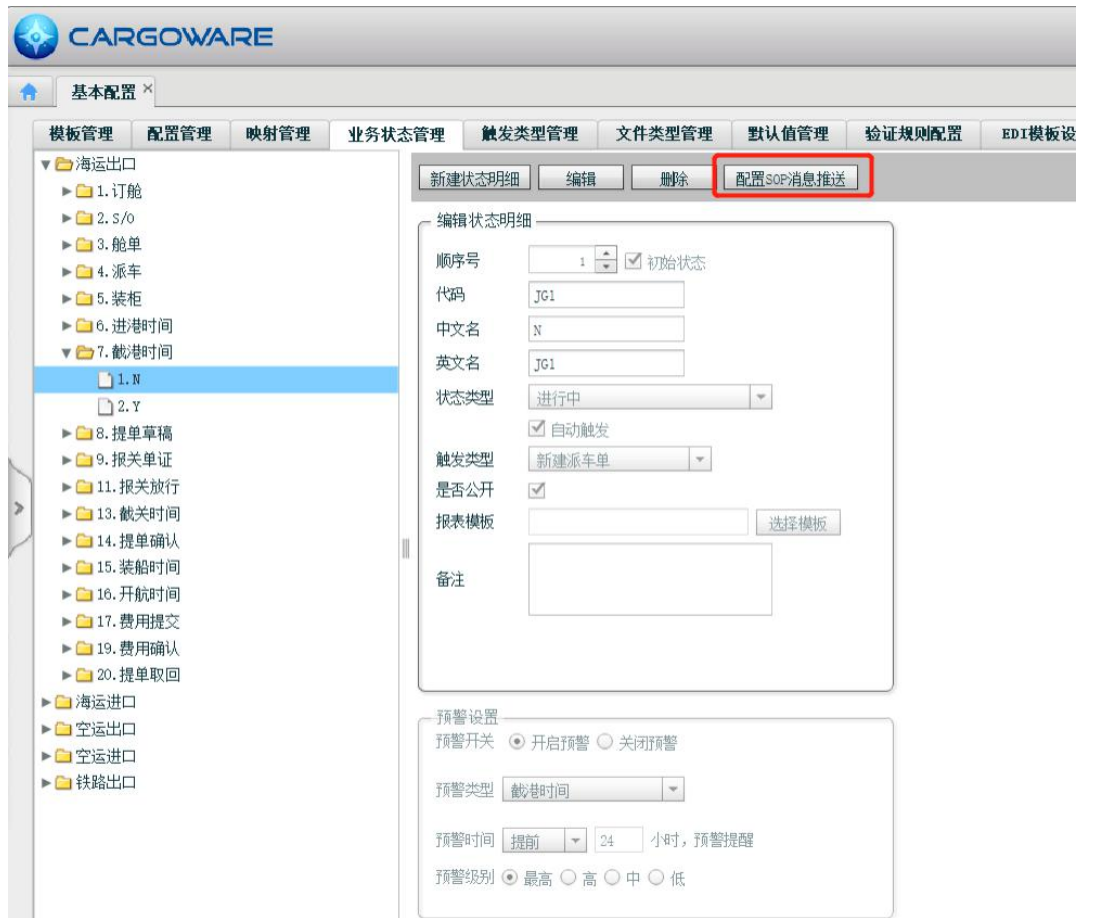 CARGOWARE
基本配置 ×
模板管理 配置管理 映射管理 业务状态管理 触发类型管理 文件类型管理 默认值管理 验证规则配置 EDI模板设
海运出口
1.订舱
2.S/O
3.舱单
4.派车
5.装柜
6.进港时间
7.截港时间
1.N
2.Y
8.提单草稿
9.报关单证
11.报关放行
13.截关时间
14.提单确认
15.装船时间
16.开航时间
17.费用提交
19.费用确认
20.提单取回
海运进口
空运出口
空运进口
铁路出口
新建状态明细 编辑 删除 配置SOP消息推送
编辑状态明细
顺序号 1 初始状态
代码 JG1
中文名 N
英文名 JG1
状态类型 进行中
自动触发
触发类型 新建派车单
是否公开
报表模板 选择模板
备注
预警设置
预警开关 开启预警 关闭预警
预警类型 截港时间
预警时间 提前 24 小时，预警提醒
预警级别 最高 高 中 低